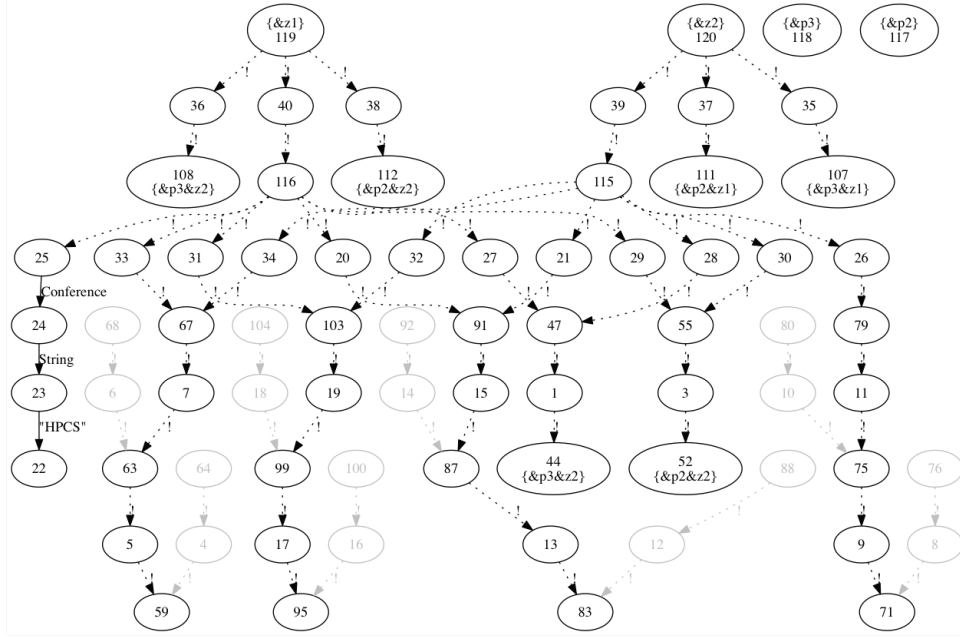 {&z1}
119
{&z2}
120
{&p3}
118
{&p2}
117
! ! ! ! ! !
36 40 38 39 37 35
! ! ! ! ! !
108
{&p3&z2}
116
112
{&p2&z2}
115
111
{&p2&z1}
107
{&p3&z1}
! ! ! ! ! ! ! ! ! ! ! !
25 33 31 34 20 32 27 21 29 28 30 26
Conference ! ! ! ! ! ! ! ! ! ! !
24 68 67 104 103 92 91 47 55 80 79
String ! ! ! ! ! ! ! ! ! !
23 6 7 18 19 14 15 1 3 10 11
"HPCS" ! ! ! ! ! ! ! ! ! !
22 63 64 99 100 87
44
{&p3&z2}
52
{&p2&z2}
88 75 76
! ! ! ! ! ! ! !
5 4 17 16 13 12 9 8
! ! ! ! ! ! ! !
59 95 83 71